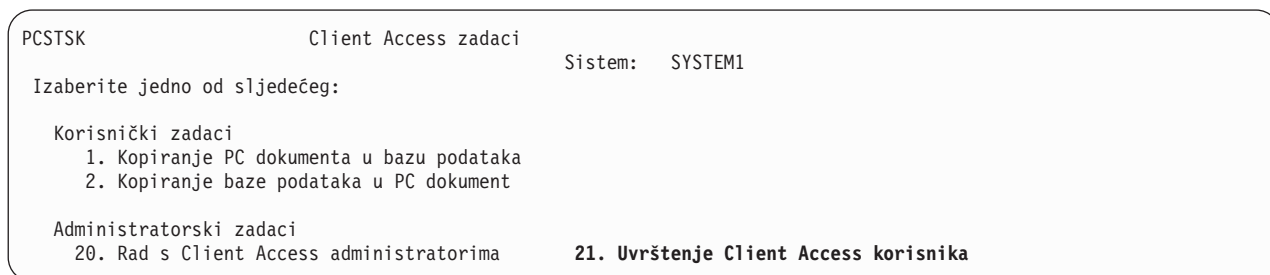 PCSTSK Client Access zadaci
Sistem: SYSTEM1
Izaberite jedno od sljedećeg:
Korisnički zadaci
1. Kopiranje PC dokumenta u bazu podataka
2. Kopiranje baze podataka u PC dokument
Administratorski zadaci
20. Rad s Client Access administratorima 21. Uvrštenje Client Access korisnika